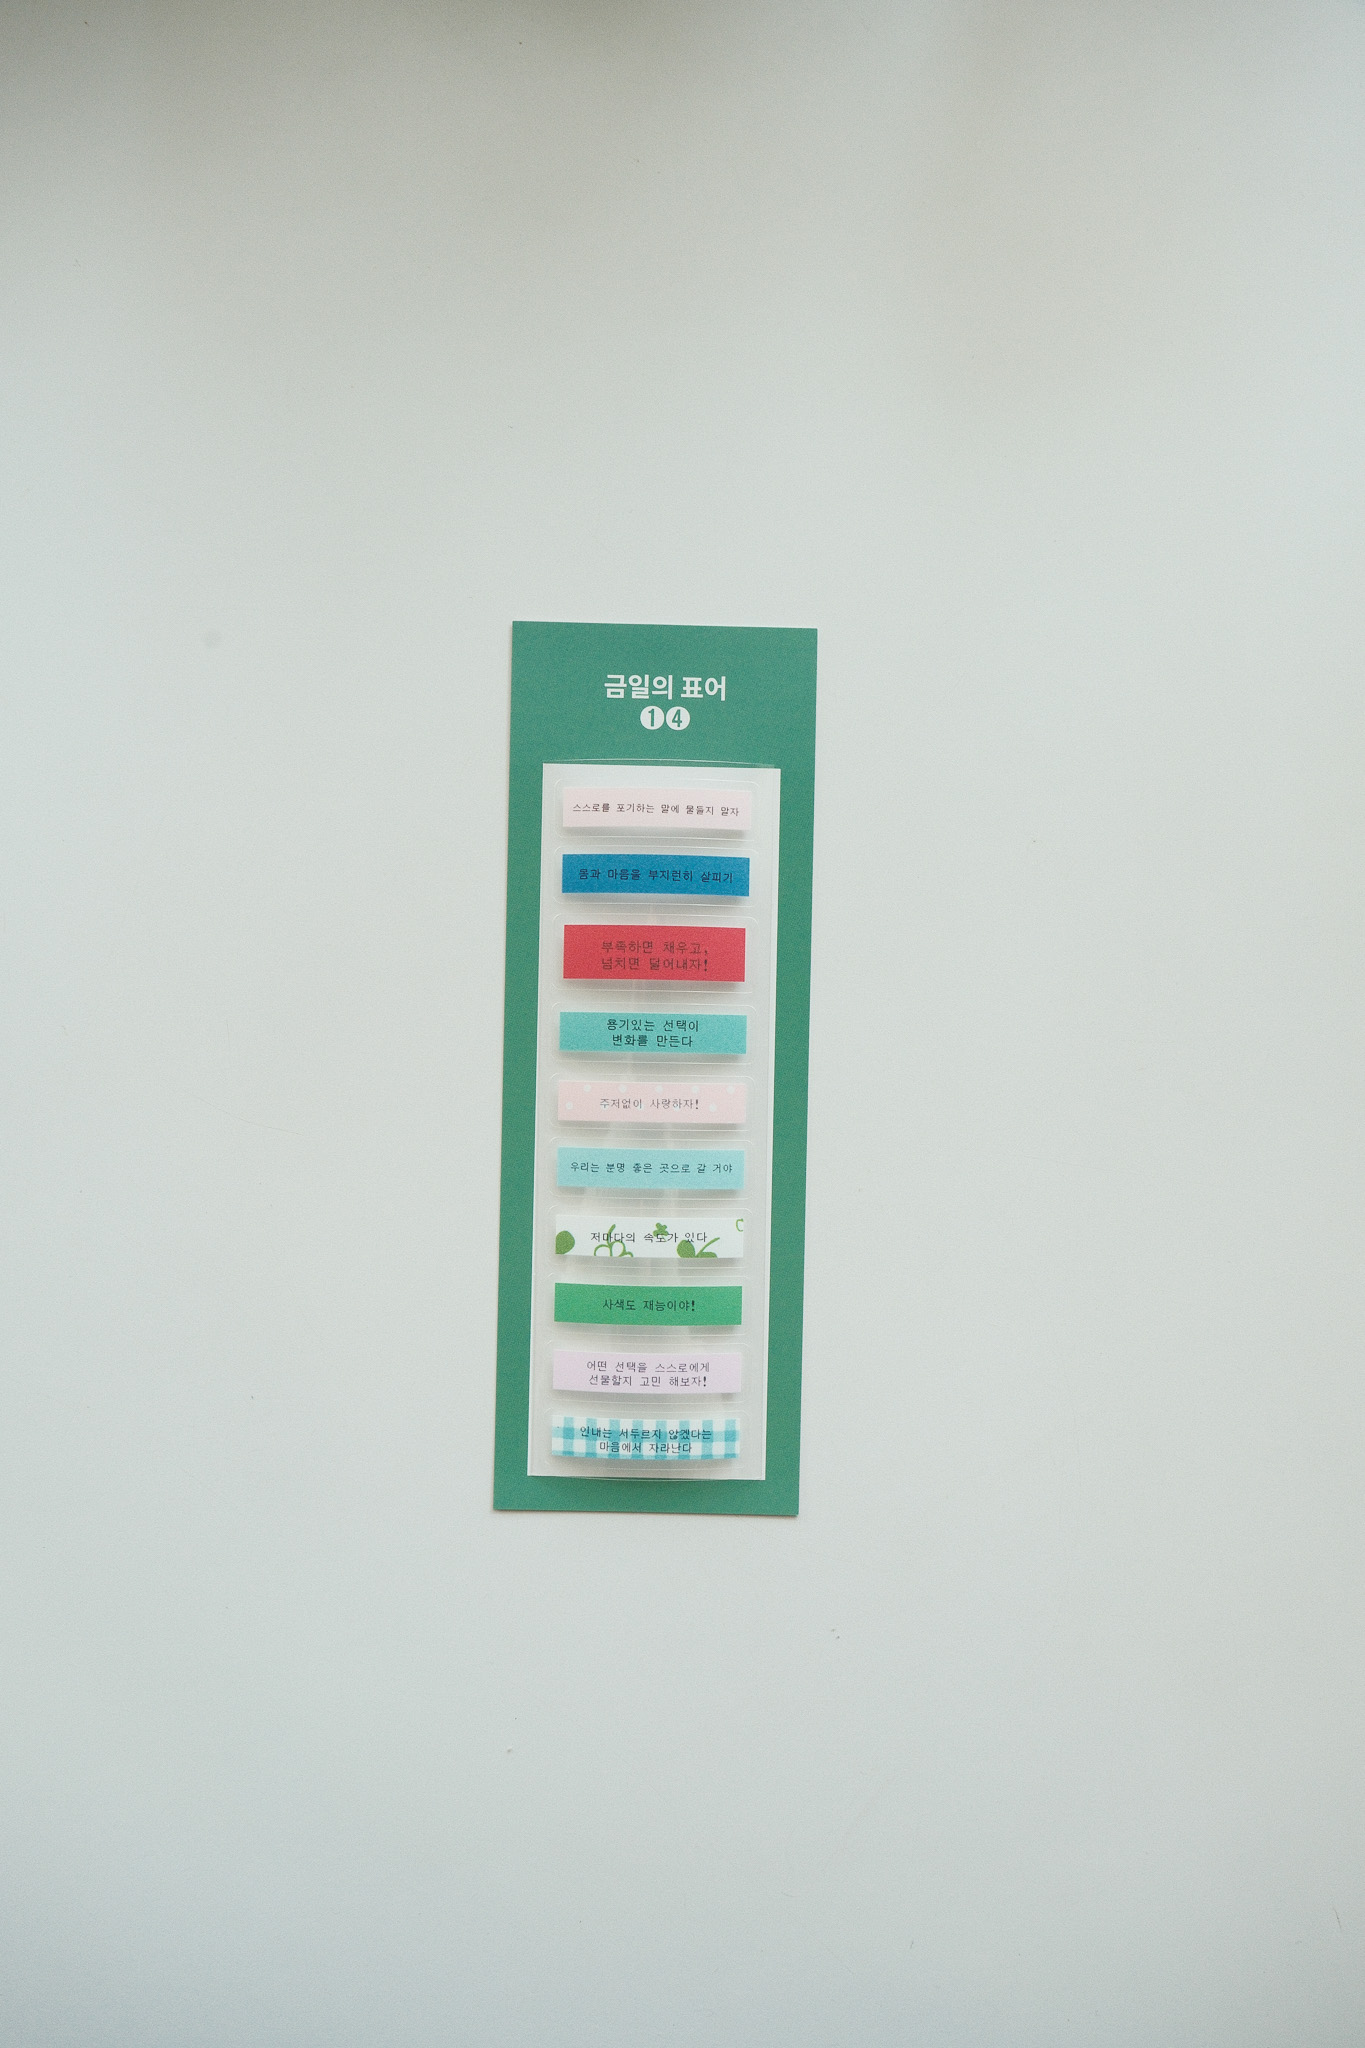 금일의 표어
14
스스로를 포기하는 말에 물들지 말자
몸과 마음을 부지런히 살피기
부족하면 채우고,
넘치면 덜어내자!
용기있는 선택이
변화를 만든다
주저없이 사랑하자!
우리는 분명 좋은 곳으로 갈 거야
저마다의 속도가 있다
사색도 재능이야!
어떤 선택을 스스로에게
선물할지 고민 해보자!
인내는 서두르지 않겠다는
마음에서 자라난다